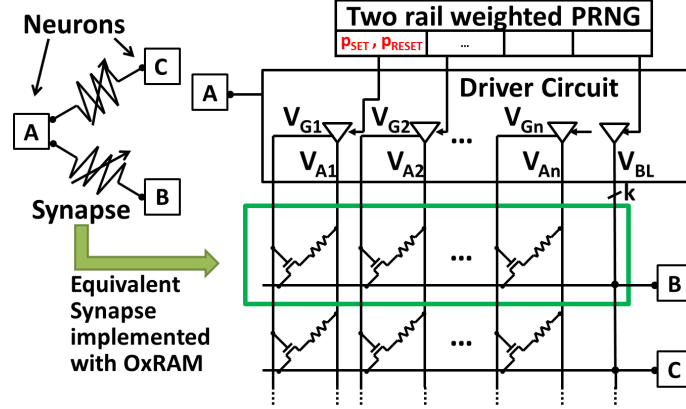 Neurons
C
A
B
Synapse
Equivalent
Synapse
implemented
with OxRAM
Two rail weighted PRNG
pSET , pRESET
...
A
Driver Circuit
VG1
VG2
...
VGn
VA1
VA2
VAn
VBL
k
...
B
...
C